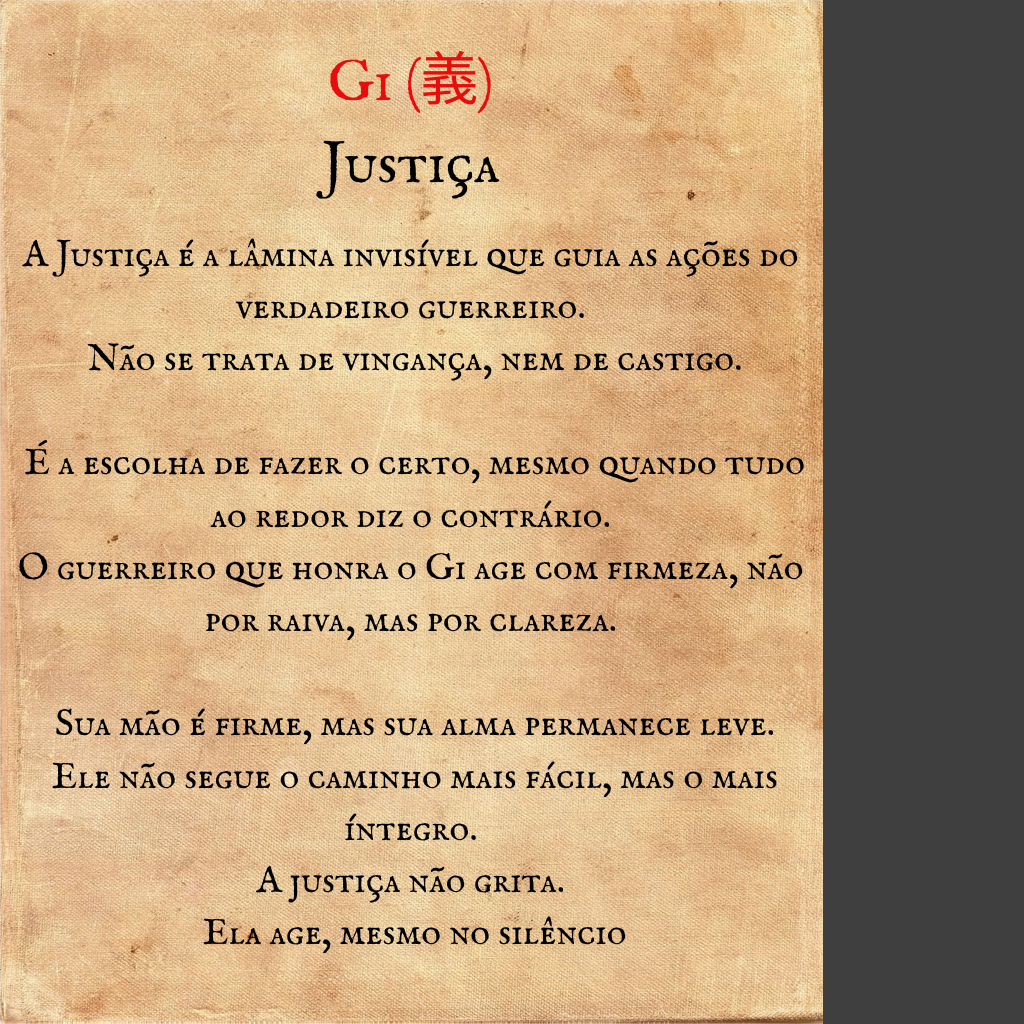 Gi (義)
Justiça
A Justiça é a lâmina invisível que guia as ações do
verdadeiro guerreiro.
Não se trata de vingança, nem de castigo.
É a escolha de fazer o certo, mesmo quando tudo
ao redor diz o contrário.
O guerreiro que honra o Gi age com firmeza, não
por raiva, mas por clareza.
Sua mão é firme, mas sua alma permanece leve.
Ele não segue o caminho mais fácil, mas o mais
íntegro.
A justiça não grita.
Ela age, mesmo no silêncio